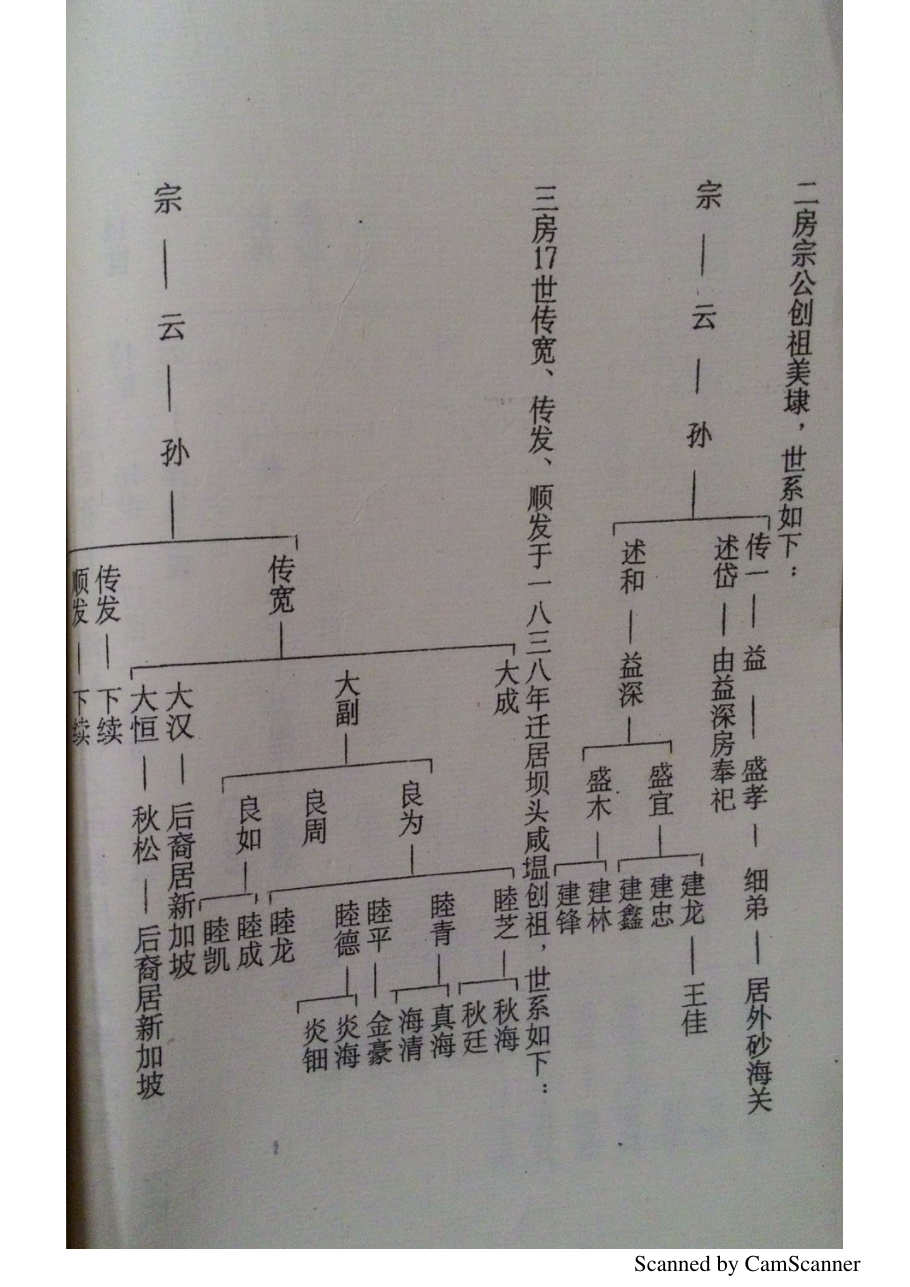 二房宗公创祖美埭，世系如下：
宗—云—孙
传一—益—盛孝—细弟—居外砂海关
述岱—由益深房奉祀
述和—益深
盛宜
建龙—王佳
建忠
建鑫
盛木
建林
建锋
三房17世传宽、传发、顺发于一八三八年迁居坝头咸塭创祖，世系如下：
宗—云—孙
传宽
大成
大副
良为
睦芝
秋海
秋廷
睦青
真海
海清
睦平—金豪
睦德
炎海
炎钿
睦龙
良周
良如
睦成
睦凯
大汉—后裔居新加坡
大恒—秋松—后裔居新加坡
传发—下续
顺发—下续
Scanned by CamScanner